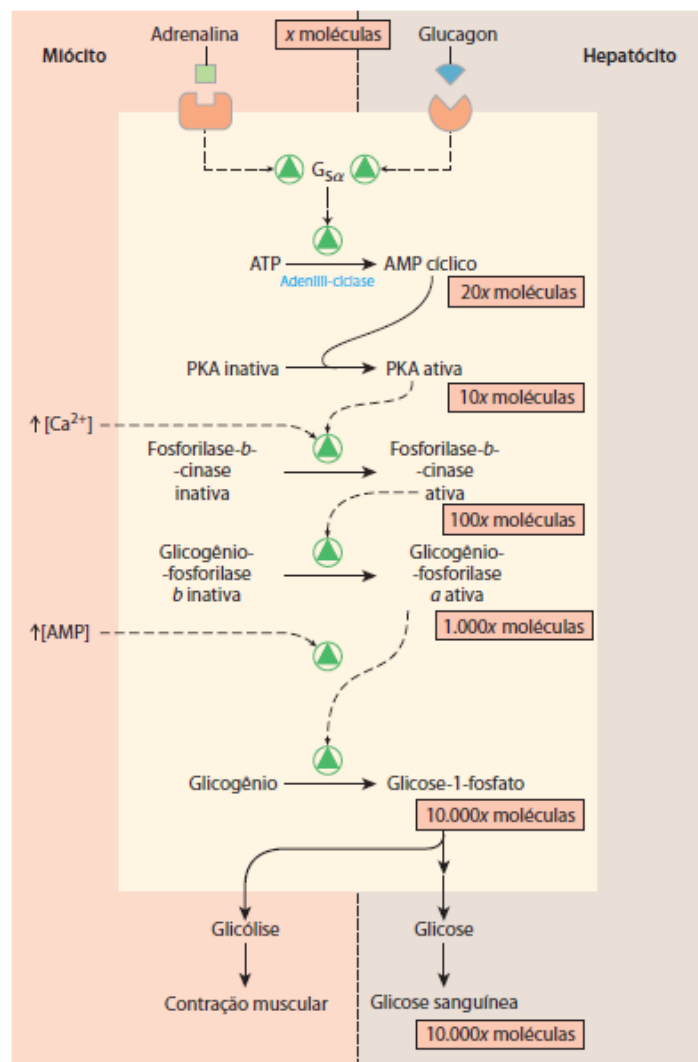 Adrenalina
x moléculas
Glucagon
Miócito
Hepatócito
GSα
ATP
AMP cíclico
Adenilil-ciclase
20x moléculas
PKA inativa
PKA ativa
10x moléculas
↑[Ca2+]
Fosforilase-b-
-cinase
inativa
Fosforilase-b-
-cinase
ativa
100x moléculas
Glicogênio-
-fosforilase
b inativa
Glicogênio-
-fosforilase
a ativa
1.000x moléculas
↑[AMP]
Glicogênio
Glicose-1-fosfato
10.000x moléculas
Glicólise
Glicose
Contração muscular
Glicose sanguínea
10.000x moléculas